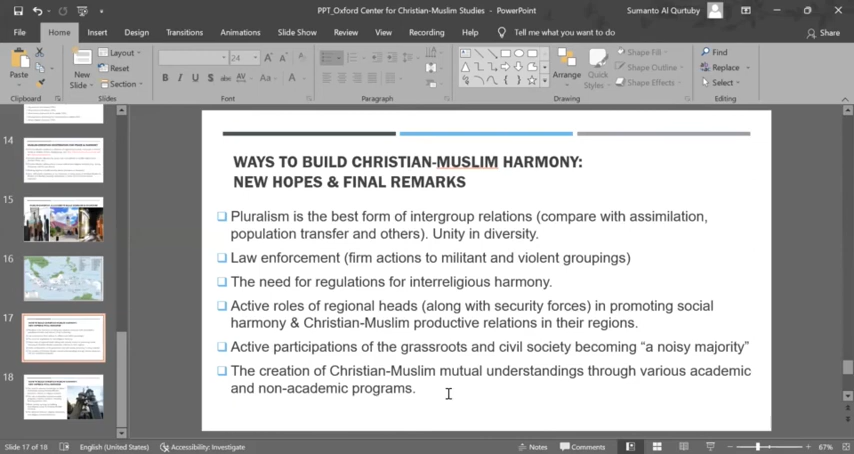 PPT_Oxford Center for Christian-Muslim Studies - PowerPoint
Sumanto Al Qurtuby
File Home Insert Design Transitions Animations Slide Show Review View Recording Help Tell me what you want to do Share
Paste
Clipboard
New
Slide
Layout
Reset
Section
Slides
24
B I U S abc AV Aa A
Font
Paragraph
Arrange
Quick
Styles
Shape Fill
Shape Outline
Shape Effects
Drawing
Find
Replace
Select
Editing
14
15
16
17
18
WAYS TO BUILD CHRISTIAN-MUSLIM HARMONY:
NEW HOPES & FINAL REMARKS
Pluralism is the best form of intergroup relations (compare with assimilation,
population transfer and others). Unity in diversity.
Law enforcement (firm actions to militant and violent groupings)
The need for regulations for interreligious harmony.
Active roles of regional heads (along with security forces) in promoting social
harmony & Christian-Muslim productive relations in their regions.
Active participations of the grassroots and civil society becoming “a noisy majority”
The creation of Christian-Muslim mutual understandings through various academic
and non-academic programs.
Slide 17 of 18 English (United States) Accessibility: Investigate Notes Comments 67%